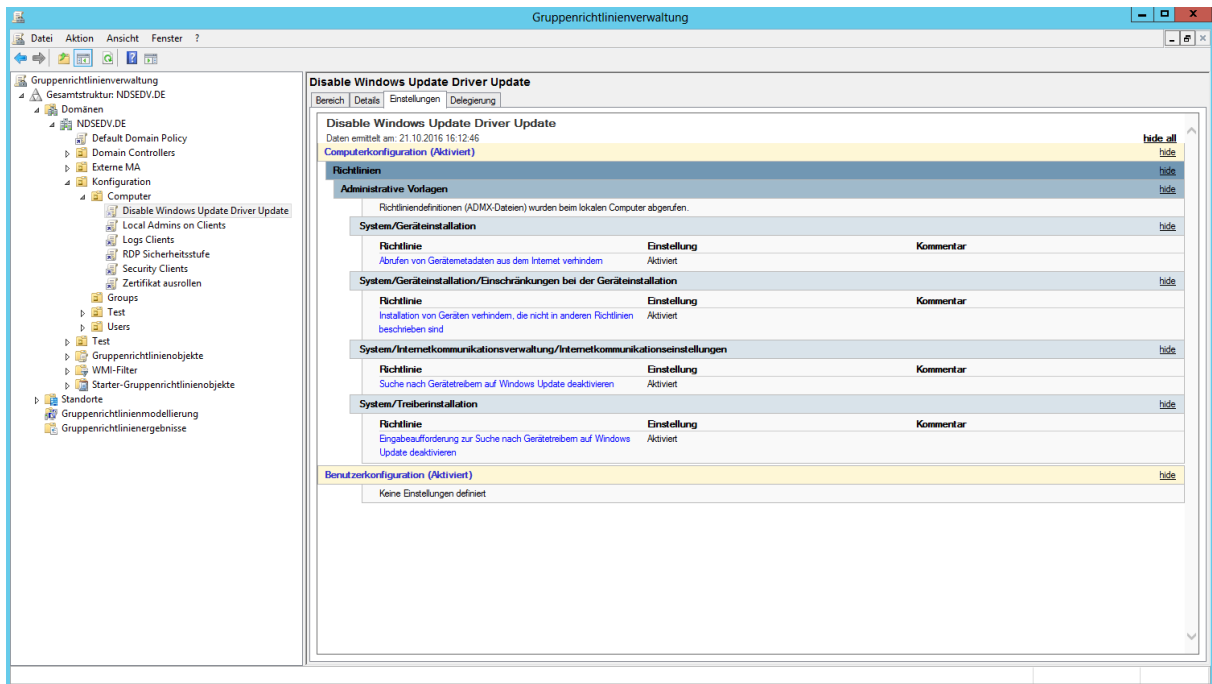 Gruppenrichtlinienverwaltung
X
Datei Aktion Ansicht Fenster ?
Gruppenrichtlinienverwaltung
Gesamtstruktur: NDSEDV.DE
Domänen
NDSEDV.DE
Default Domain Policy
Domain Controllers
Externe MA
Konfiguration
Computer
Disable Windows Update Driver Update
Local Admins on Clients
Logs Clients
RDP Sicherheitsstufe
Security Clients
Zertifikat ausrollen
Groups
Test
Users
Test
Gruppenrichtlinienobjekte
WMI-Filter
Starter-Gruppenrichtlinienobjekte
Standorte
Gruppenrichtlinienmodellierung
Gruppenrichtlinienergebnisse
Disable Windows Update Driver Update
Bereich Details Einstellungen Delegierung
Disable Windows Update Driver Update
Daten ermittelt am: 21.10.2016 16:12:46 hide all
Computerkonfiguration (Aktiviert) hide
Richtlinien hide
Administrative Vorlagen hide
Richtliniendefinitionen (ADMX-Dateien) wurden beim lokalen Computer abgerufen.
System/Geräteinstallation hide
Richtlinie Einstellung Kommentar
Abrufen von Gerätemetadaten aus dem Internet verhindern Aktiviert
System/Geräteinstallation/Einschränkungen bei der Geräteinstallation hide
Richtlinie Einstellung Kommentar
Installation von Geräten verhindern, die nicht in anderen Richtlinien Aktiviert
beschrieben sind
System/Internetkommunikationsverwaltung/Internetkommunikationseinstellungen hide
Richtlinie Einstellung Kommentar
Suche nach Gerätetreibern auf Windows Update deaktivieren Aktiviert
System/Treiberinstallation hide
Richtlinie Einstellung Kommentar
Eingabeaufforderung zur Suche nach Gerätetreibern auf Windows Aktiviert
Update deaktivieren
Benutzerkonfiguration (Aktiviert) hide
Keine Einstellungen definiert